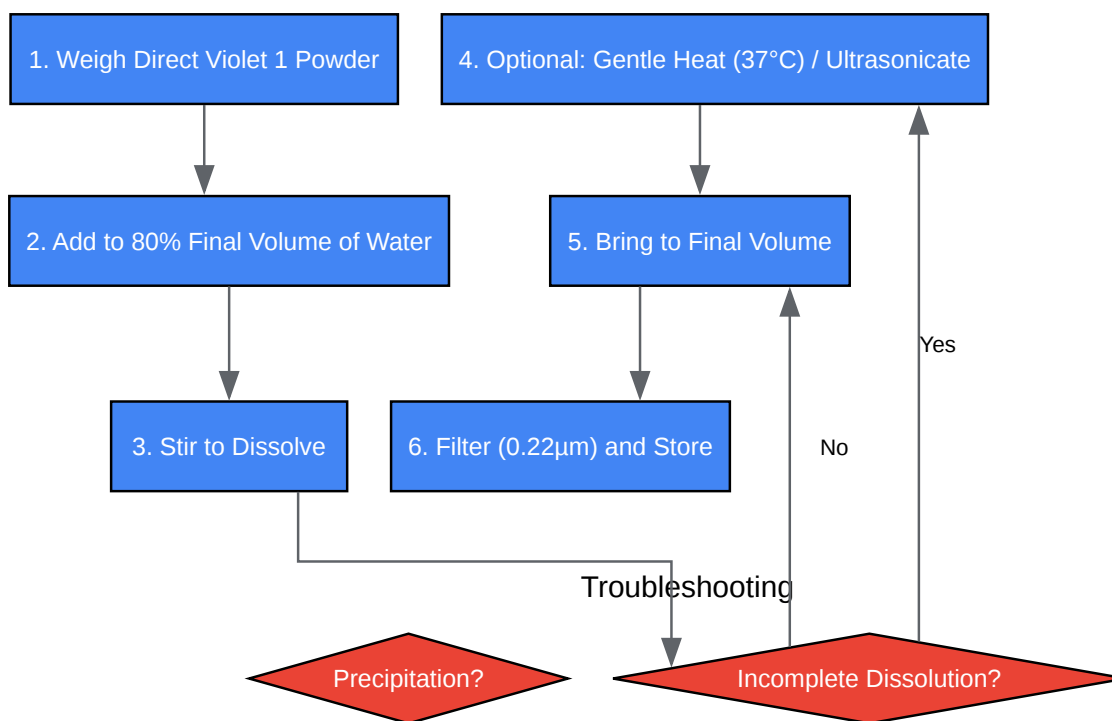 1. Weigh Direct Violet 1 Powder
4. Optional: Gentle Heat (37°C) / Ultrasonicate
2. Add to 80% Final Volume of Water
5. Bring to Final Volume
Yes
3. Stir to Dissolve
6. Filter (0.22µm) and Store
No
Troubleshooting
Precipitation?
Incomplete Dissolution?